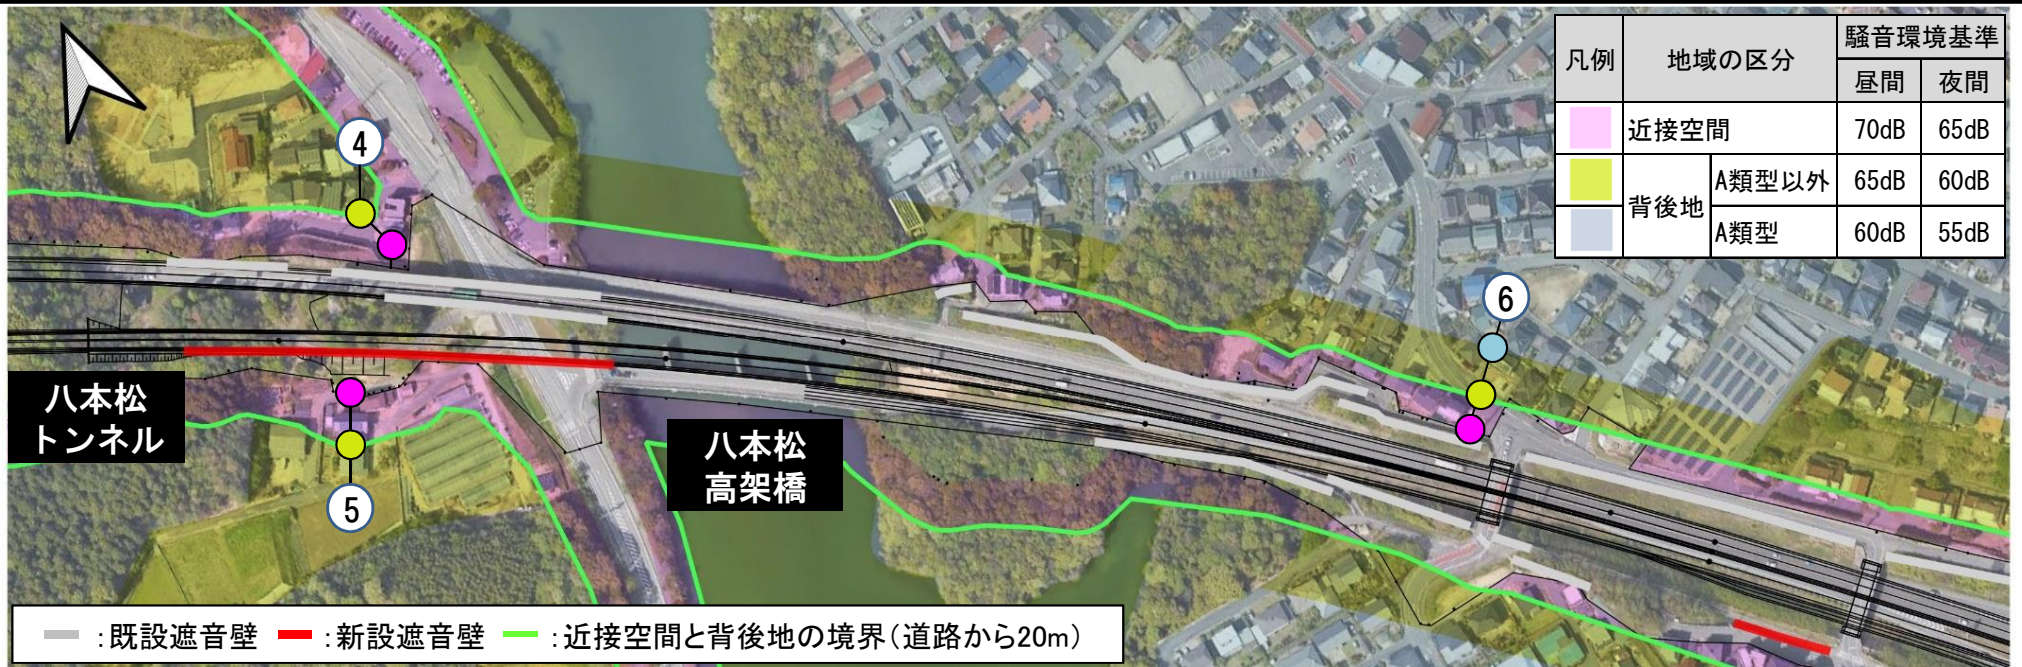 凡例 地域の区分 騒音環境基準
昼間 夜間
近接空間 70dB 65dB
背後地 A類型以外 65dB 60dB
A類型 60dB 55dB
4
6
5
八本松
トンネル
八本松
高架橋
:既設遮音壁 :新設遮音壁 :近接空間と背後地の境界(道路から20m)